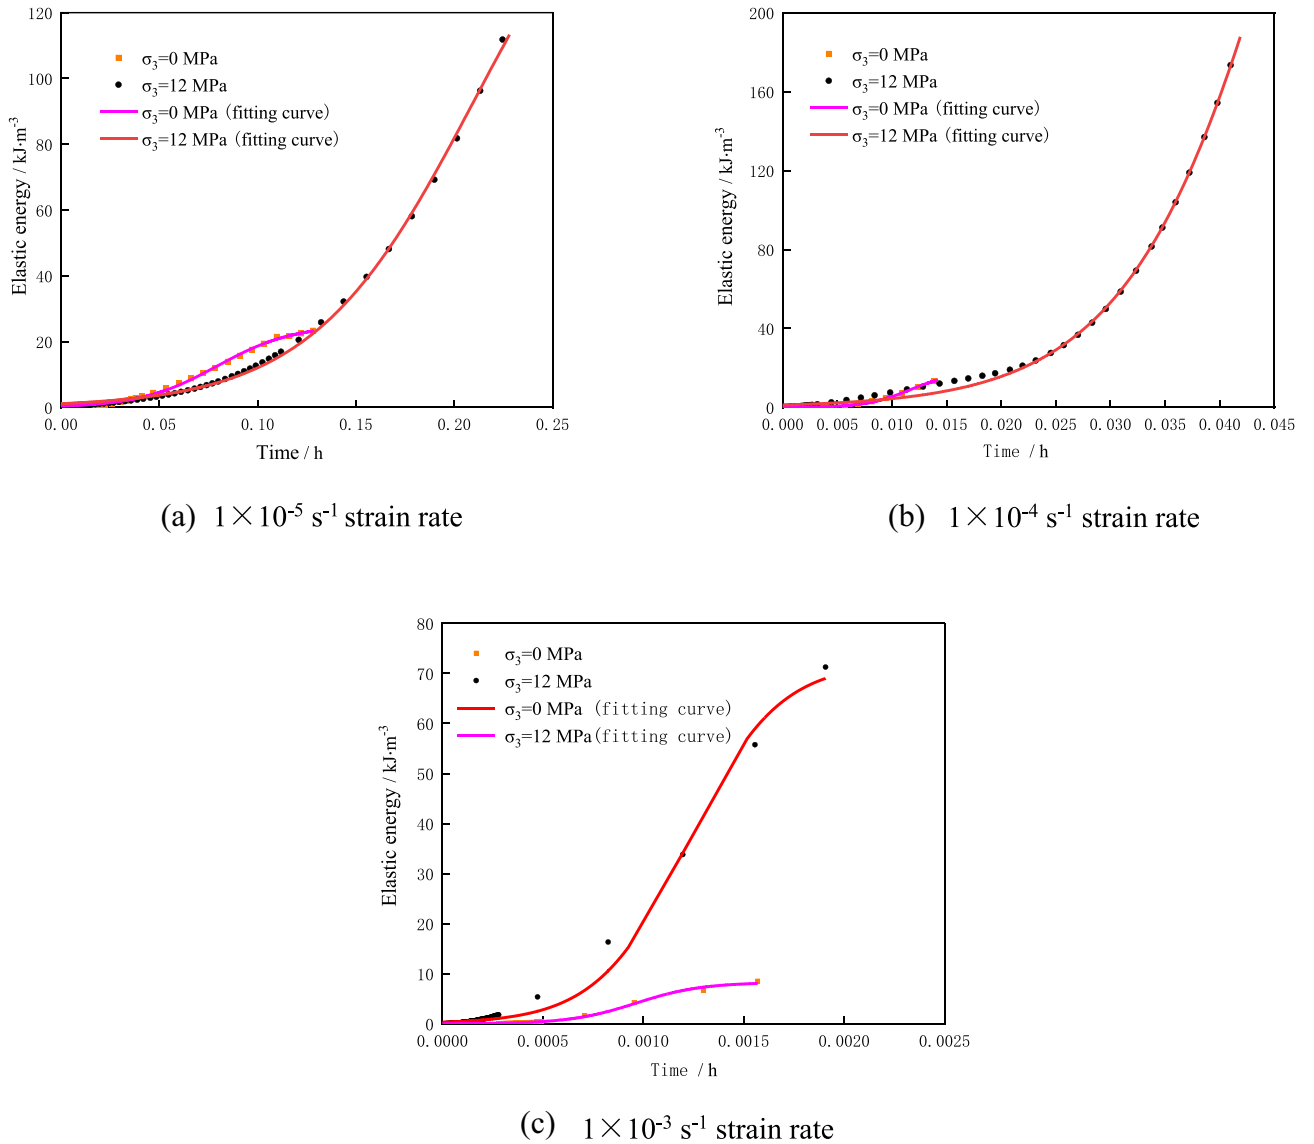 120
100
80
60
40
20
0
Elastic energy / kJ·m⁻³
σ₃=0 MPa
σ₃=12 MPa
σ₃=0 MPa (fitting curve)
σ₃=12 MPa (fitting curve)
0.00 0.05 0.10 0.15 0.20 0.25
Time / h
(a) 1×10⁻⁵ s⁻¹ strain rate
200
160
120
80
40
0
Elastic energy / kJ·m⁻³
σ₃=0 MPa
σ₃=12 MPa
σ₃=0 MPa (fitting curve)
σ₃=12 MPa (fitting curve)
0.000 0.005 0.010 0.015 0.020 0.025 0.030 0.035 0.040 0.045
Time /h
(b) 1×10⁻⁴ s⁻¹ strain rate
80
70
60
50
40
30
20
10
0
Elastic energy / kJ·m⁻³
σ₃=0 MPa
σ₃=12 MPa
σ₃=0 MPa (fitting curve)
σ₃=12 MPa(fitting curve)
0.0000 0.0005 0.0010 0.0015 0.0020 0.0025
Time /h
(c) 1×10⁻³ s⁻¹ strain rate